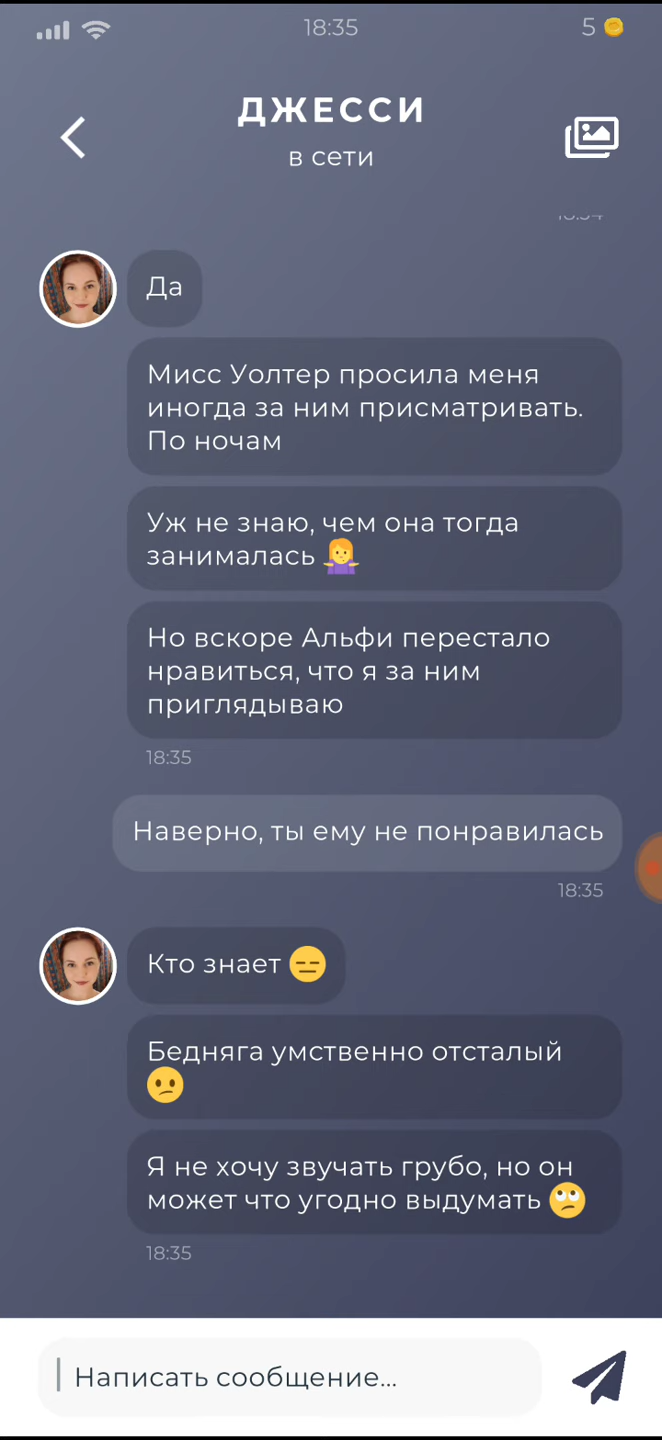 18:35
5
ДЖЕССИ
в сети
Да
Мисс Уолтер просила меня
иногда за ним присматривать.
По ночам
Уж не знаю, чем она тогда
занималась 🤷‍♀️
Но вскоре Альфи перестало
нравиться, что я за ним
приглядываю
18:35
Наверно, ты ему не понравилась
18:35
Кто знает 😑
Бедняга умственно отсталый
😕
Я не хочу звучать грубо, но он
может что угодно выдумать 🙄
18:35
Написать сообщение...